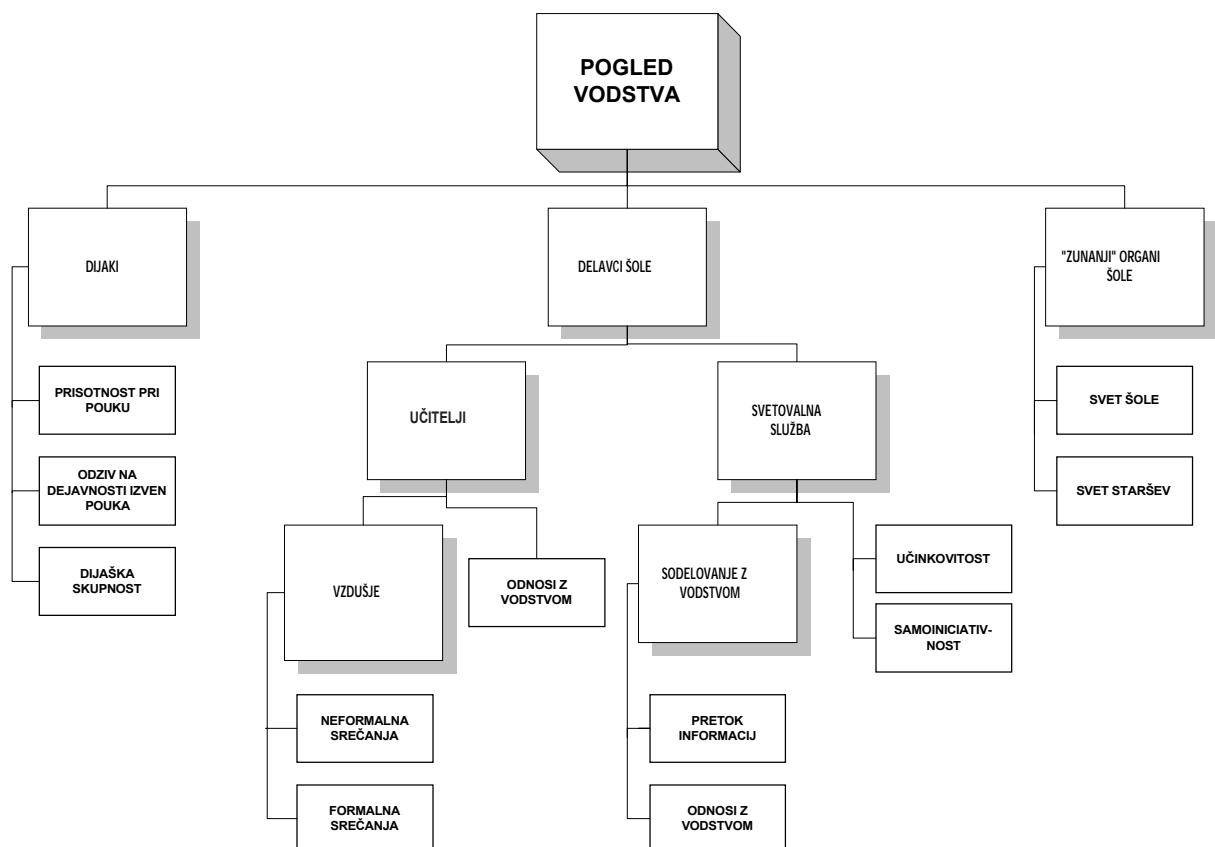 POGLED
VODSTVA
DIJAKI
DELAVCI ŠOLE
"ZUNANJI" ORGANI
ŠOLE
PRISOTNOST PRI
POUKU
ODZIV NA
DEJAVNOSTI IZVEN
POUKA
DIJAŠKA
SKUPNOST
UČITELJI
SVETOVALNA
SLUŽBA
SVET ŠOLE
SVET STARŠEV
VZDUŠJE
ODNOSI Z
VODSTVOM
SODELOVANJE Z
VODSTVOM
UČINKOVITOST
SAMOINICIATIV-
NOST
NEFORMALNA
SREČANJA
FORMALNA
SREČANJA
PRETOK
INFORMACIJ
ODNOSI Z
VODSTVOM